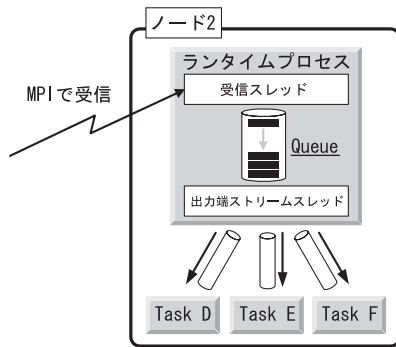 ノード2
ランタイムプロセス
MPIで受信
受信スレッド
Queue
出力端ストリームスレッド
Task D
Task E
Task F